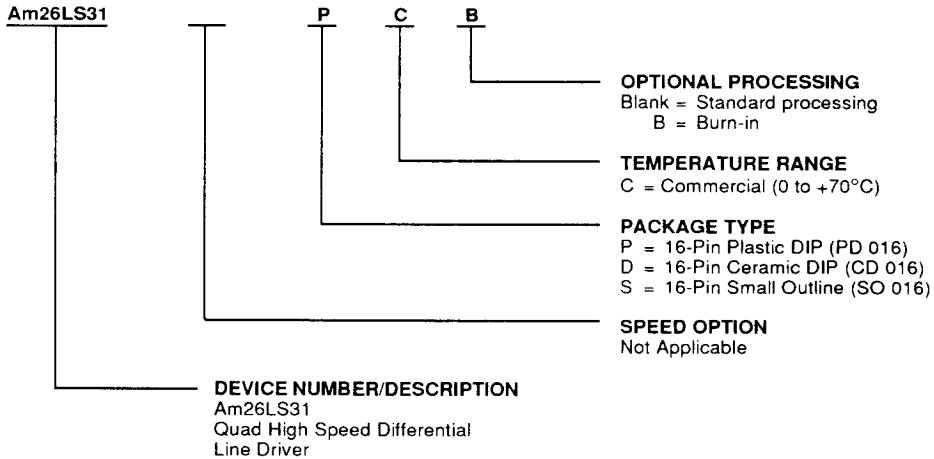 Am26LS31 P C B
OPTIONAL PROCESSING
Blank = Standard processing
B = Burn-in
TEMPERATURE RANGE
C = Commercial (0 to +70°C)
PACKAGE TYPE
P = 16-Pin Plastic DIP (PD 016)
D = 16-Pin Ceramic DIP (CD 016)
S = 16-Pin Small Outline (SO 016)
SPEED OPTION
Not Applicable
DEVICE NUMBER/DESCRIPTION
Am26LS31
Quad High Speed Differential
Line Driver